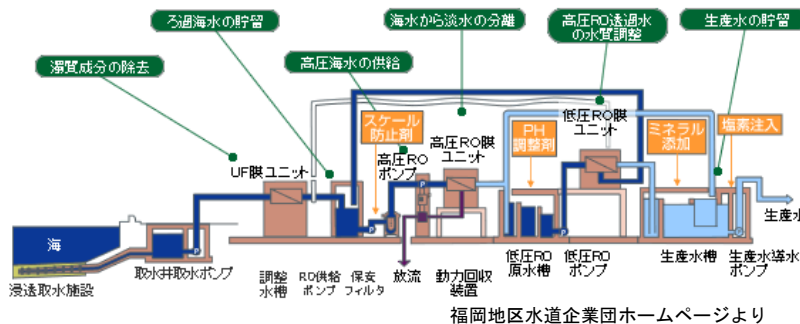 ろ過海水の貯留
海水から淡水の分離
高圧RO透過水
の水質調整
生産水の貯留
濁質成分の除去
高圧海水の供給
スケール
防止剤
高圧RO
ポンプ
高圧RO膜
ユニット
PH
調整剤
低圧RO膜
ユニット
ミネラル
添加
塩素注入
UF膜ユニット
P
P
P
P
P
海
生産水
浸透取水施設
取水井取水ポンプ
調整
水槽
RO供給
ポンプ
保安
フィルタ
放流
動力回収
装置
低圧RO
原水槽
低圧RO
ポンプ
生産水槽
生産水導水
ポンプ
福岡地区水道企業団ホームページより